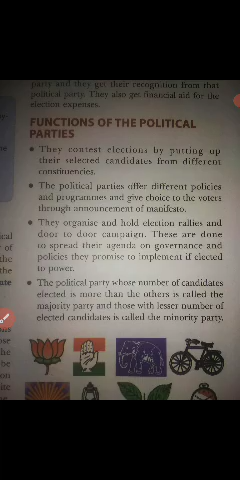 party and they get their recognition from that
political party. They also get financial aid for the
election expenses.
FUNCTIONS OF THE POLITICAL
PARTIES
• They contest elections by putting up
their selected candidates from different
constituencies.
• The political parties offer different policies
and programmes and give choice to the voters
through announcement of manifesto.
• They organise and hold election rallies and
door to door campaign. These are done
to spread their agenda on governance and
policies they promise to implement if elected
to power.
• The political party whose number of candidates
elected is more than the others is called the
majority party and those with lesser number of
elected candidates is called the minority party.